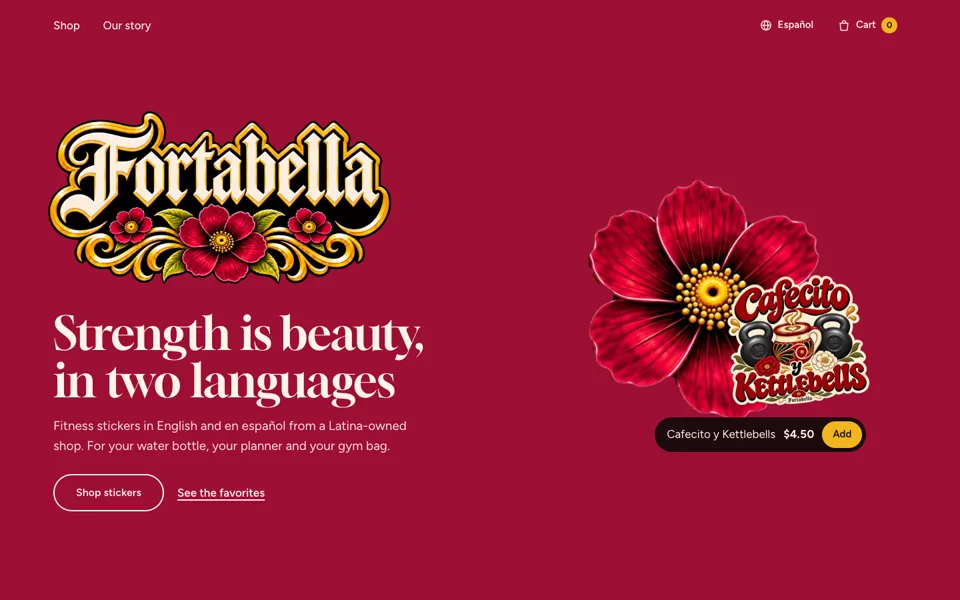 Shop
Our story
Español
Cart 0
Fortabella
Strength is beauty,
in two languages
Fitness stickers in English and en español from a Latina-owned
shop. For your water bottle, your planner and your gym bag.
Shop stickers
See the favorites
Cafecito
y
Kettlebells
Fortabella
Cafecito y Kettlebells $4.50 Add